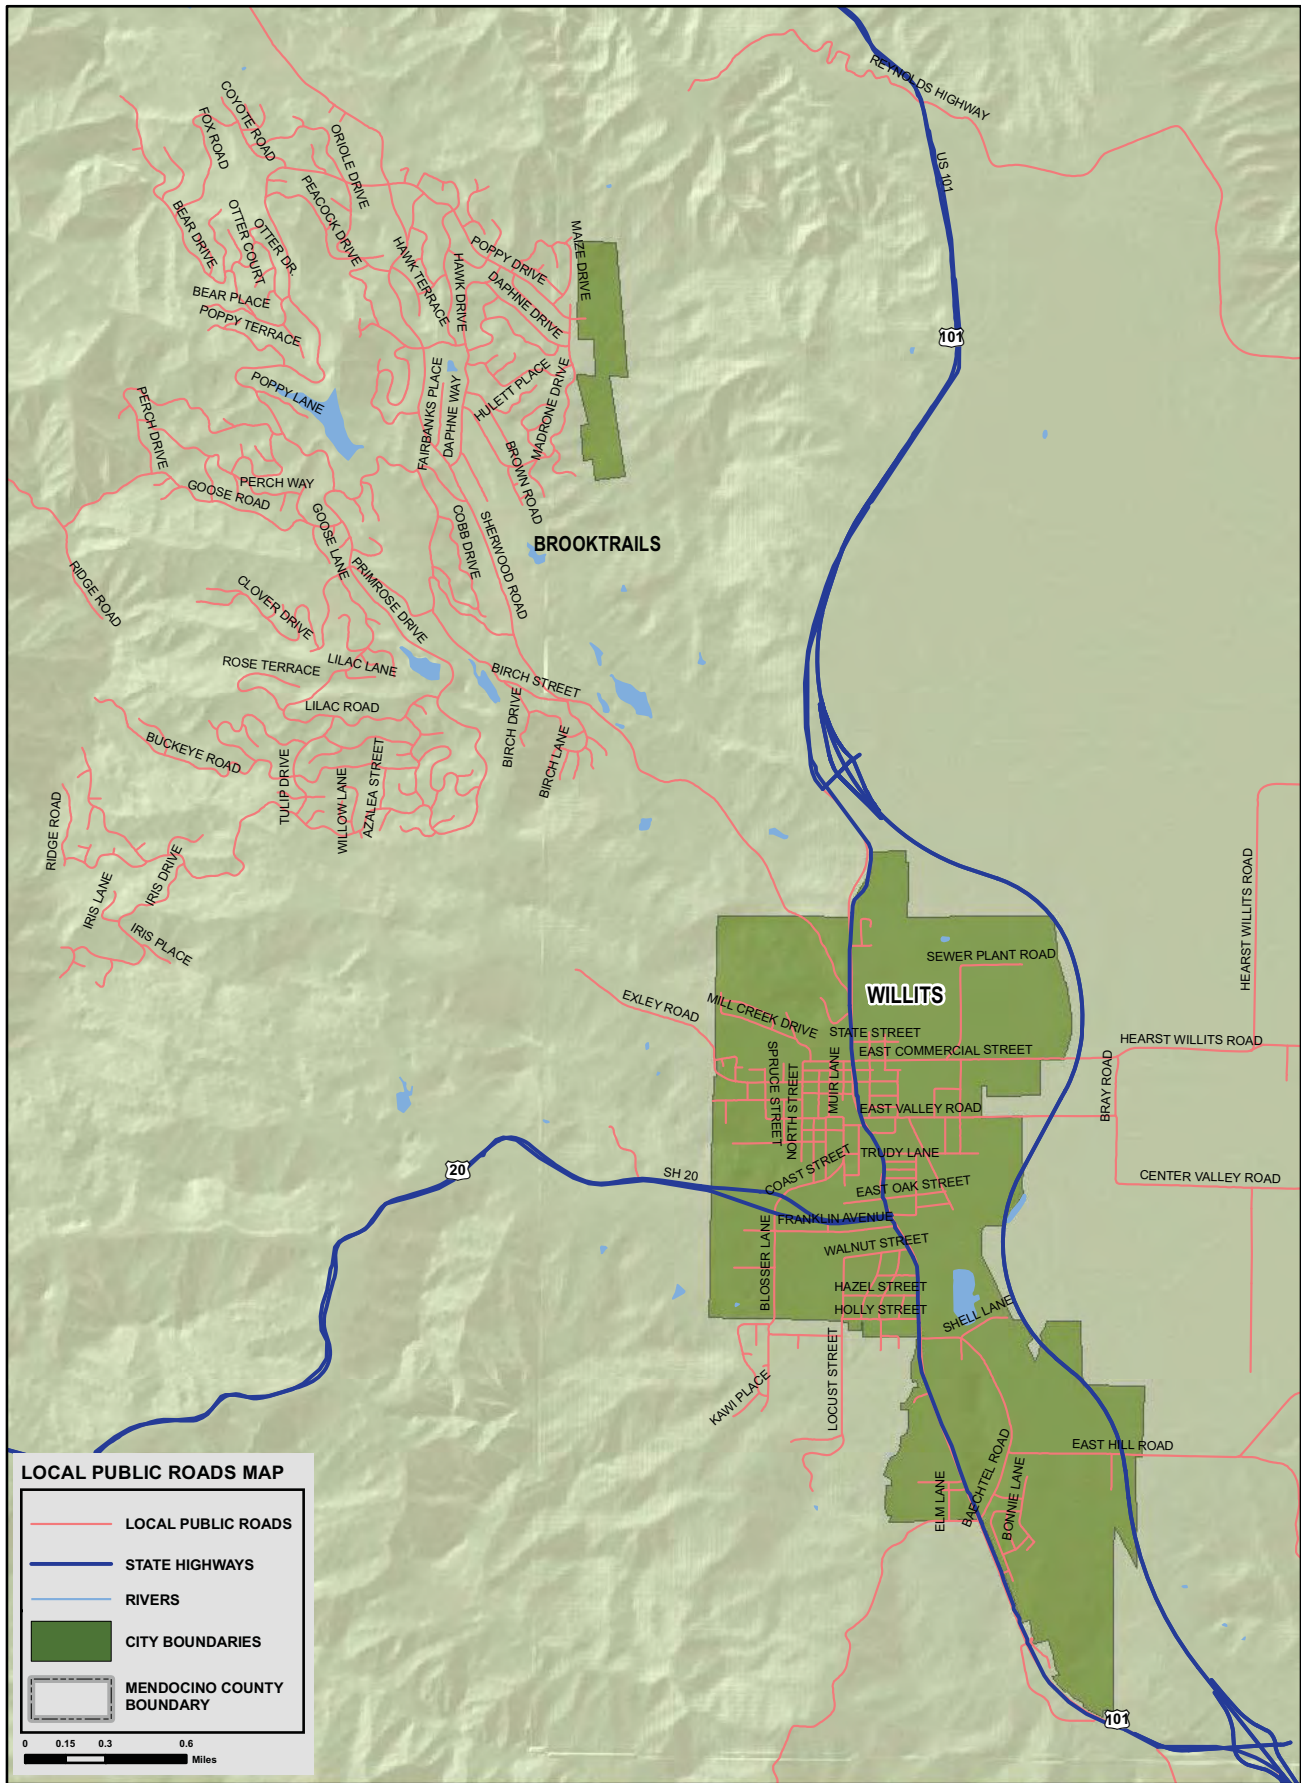 REYNOLDS HIGHWAY
US 101
COYOTE ROAD
FOX ROAD
ORIOLE DRIVE
PEACOCK DRIVE
BEAR DRIVE
OTTER COURT
OTTER DR.
HAWK TERRACE
HAWK DRIVE
POPPY DRIVE
MAIZE DRIVE
DAPHNE DRIVE
BEAR PLACE
POPPY TERRACE
101
POPPY LANE
PERCH DRIVE
FAIRBANKS PLACE
DAPHNE WAY
HULETT PLACE
MADRONE DRIVE
BROWN ROAD
PERCH WAY
GOOSE ROAD
GOOSE LANE
COBB DRIVE
SHERWOOD ROAD
BROOKTRAILS
RIDGE ROAD
CLOVER DRIVE
PRIMROSE DRIVE
ROSE TERRACE
LILAC LANE
BIRCH STREET
LILAC ROAD
BIRCH DRIVE
BIRCH LANE
BUCKEYE ROAD
TULIP DRIVE
WILLOW LANE
AZALEA STREET
RIDGE ROAD
IRIS LANE
IRIS DRIVE
IRIS PLACE
HEARST WILLITS ROAD
SEWER PLANT ROAD
WILLITS
EXLEY ROAD
MILL CREEK DRIVE
STATE STREET
EAST COMMERCIAL STREET
HEARST WILLITS ROAD
SPRUCE STREET
NORTH STREET
MUIR LANE
BRAY ROAD
EAST VALLEY ROAD
TRUDY LANE
20
SH 20
COAST STREET
EAST OAK STREET
CENTER VALLEY ROAD
FRANKLIN AVENUE
BLOSSER LANE
WALNUT STREET
HAZEL STREET
HOLLY STREET
SHELL LANE
LOCUST STREET
KAWI PLACE
EAST HILL ROAD
BAECHTEL ROAD
BONNIE LANE
ELM LANE
101
LOCAL PUBLIC ROADS MAP
LOCAL PUBLIC ROADS
STATE HIGHWAYS
RIVERS
CITY BOUNDARIES
MENDOCINO COUNTY
BOUNDARY
0 0.15 0.3 0.6
Miles